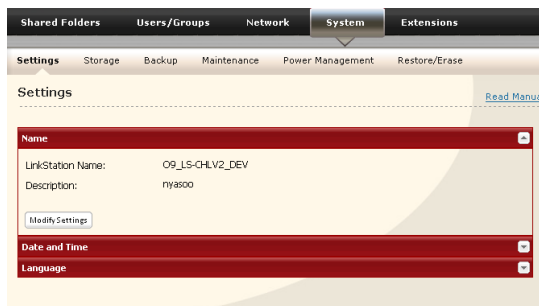 Shared Folders Users/Groups Network System Extensions
Settings Storage Backup Maintenance Power Management Restore/Erase
Settings
Read Manua
Name
LinkStation Name: O9_LS-CHLV2_DEV
Description: nyasoo
Modify Settings
Date and Time
Language